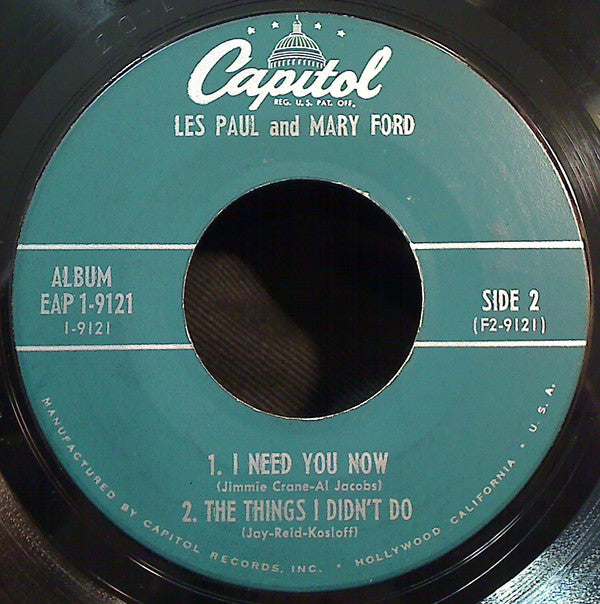 Capitol
REG. U.S. PAT. OFF.
LES PAUL and MARY FORD
ALBUM
EAP 1-9121
1-9121
SIDE 2
(F2-9121)
1. I NEED YOU NOW
(Jimmie Crane-Al Jacobs)
2. THE THINGS I DIDN'T DO
(Jay-Reid-Kosloff)
MANUFACTURED BY CAPITOL RECORDS, INC. • HOLLYWOOD CALIFORNIA • U.S.A.